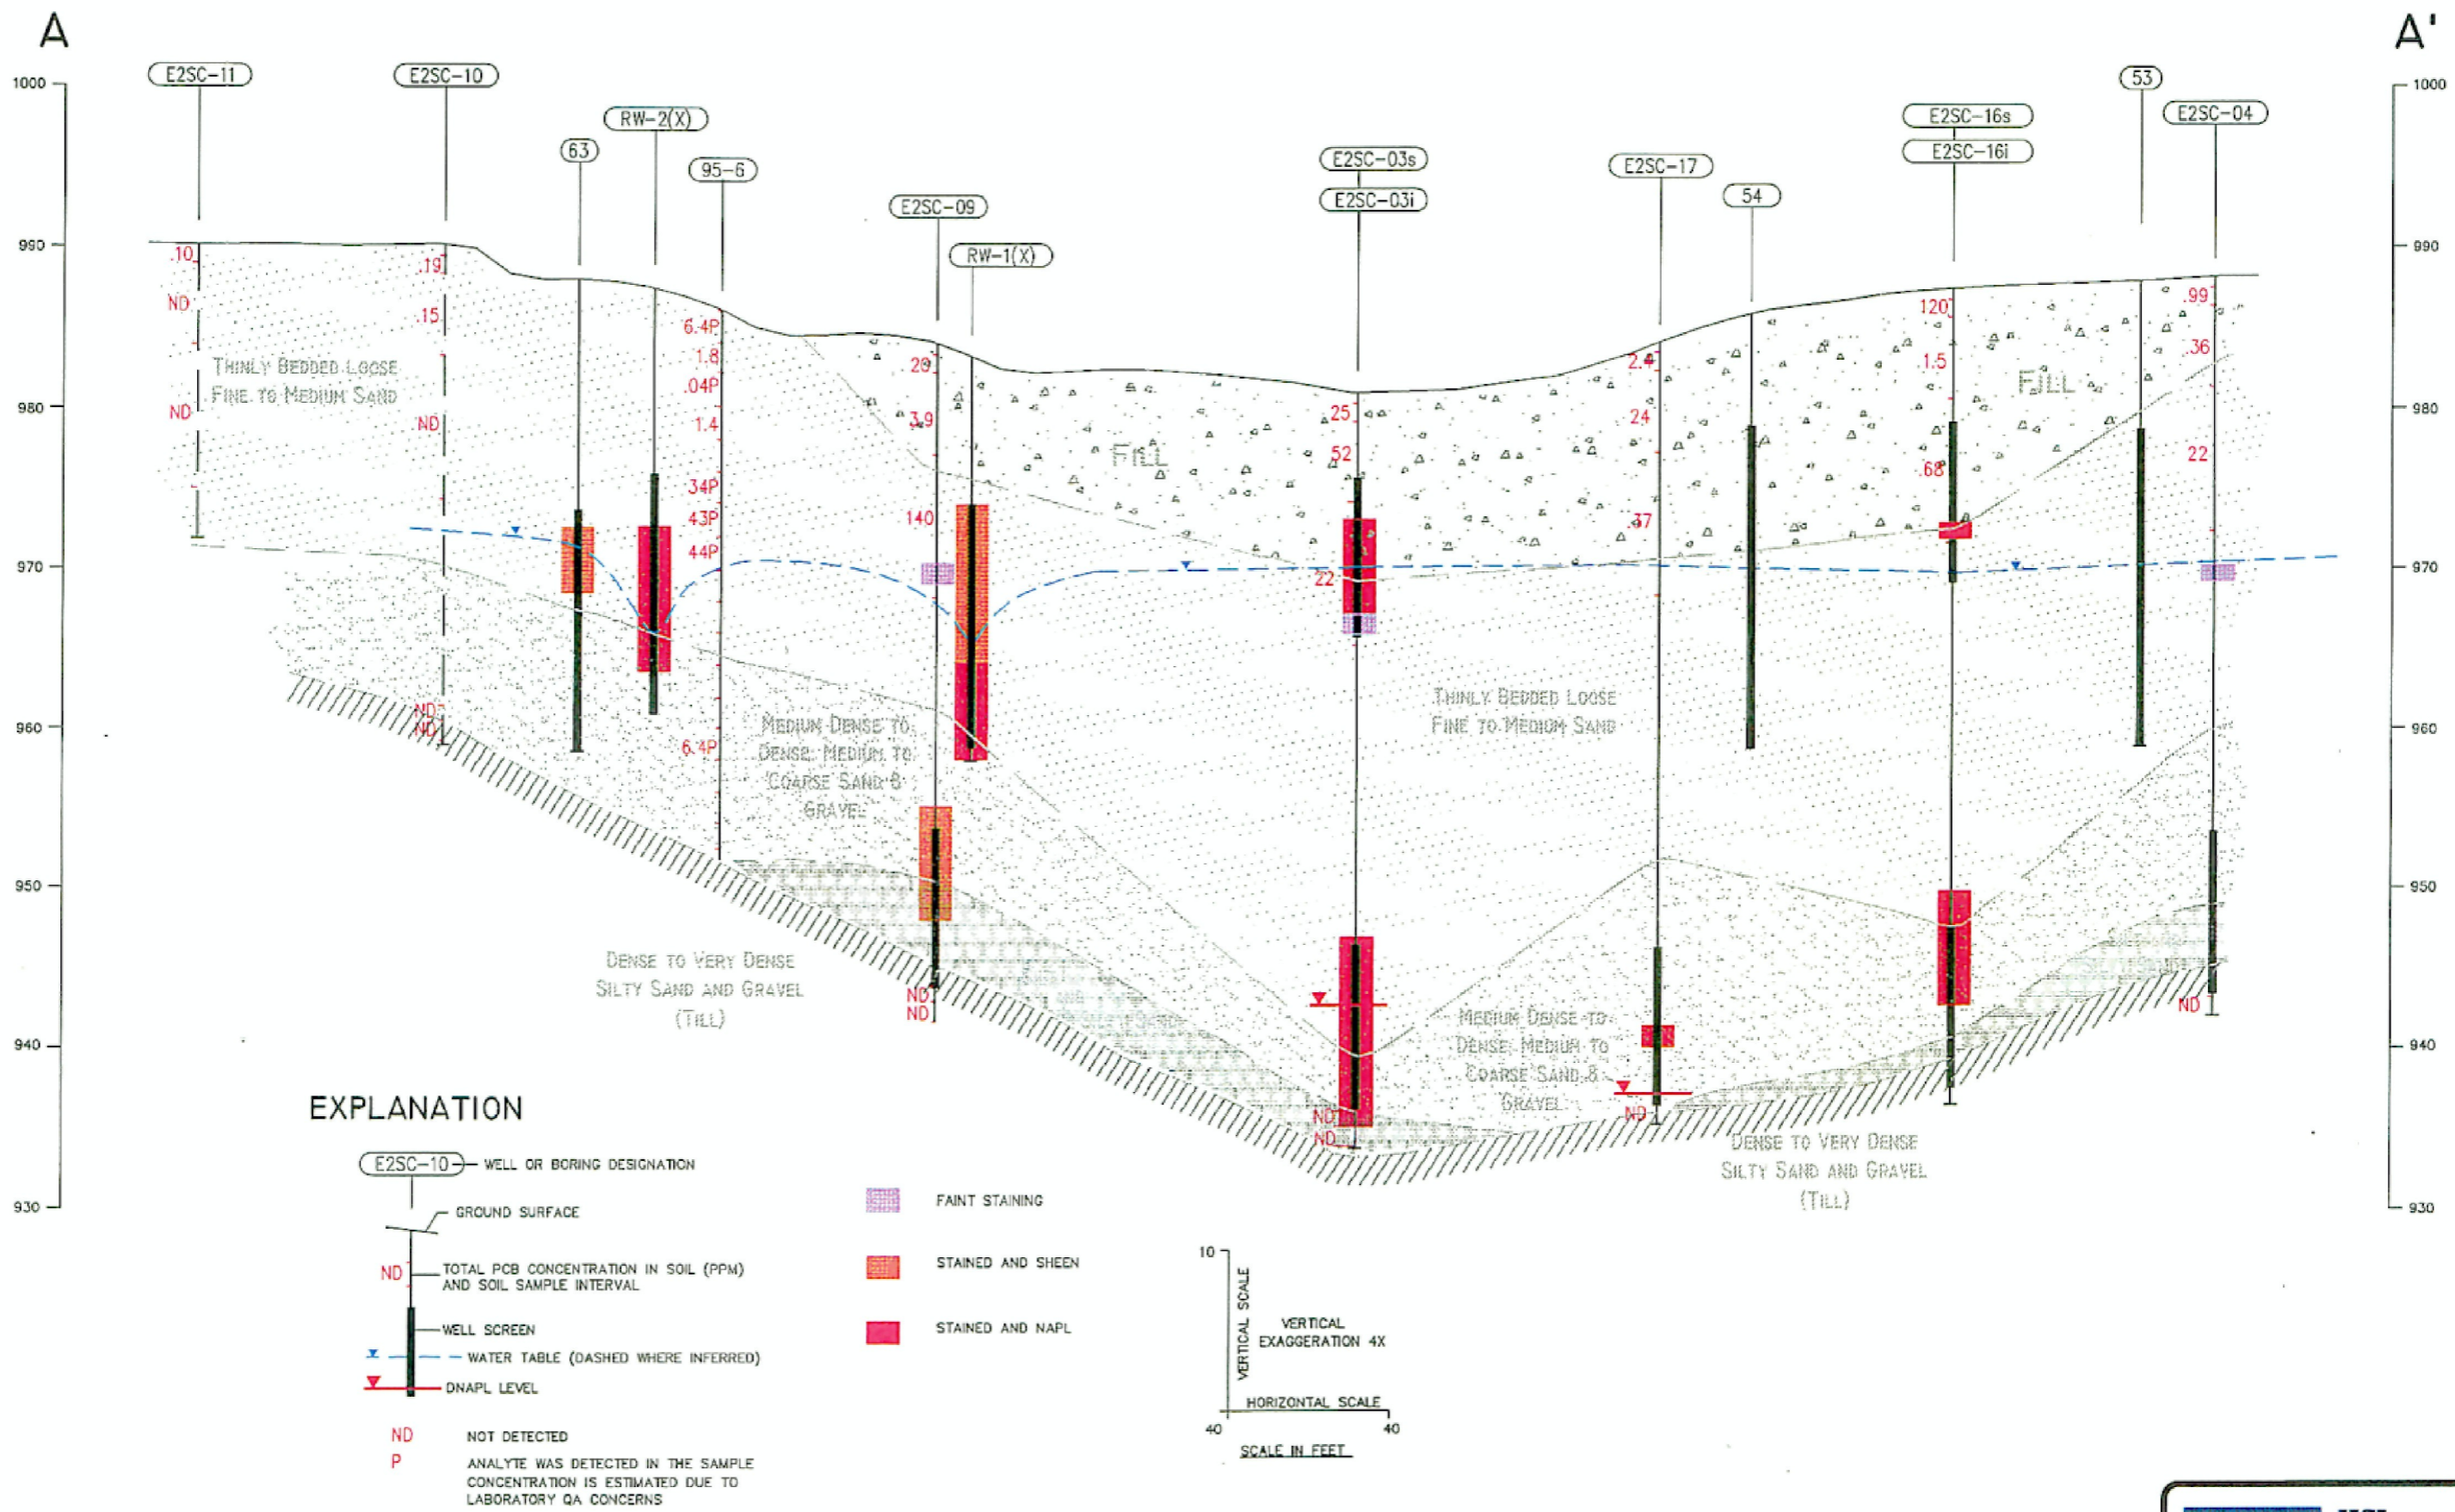 A
A'
1000
990
980
970
960
950
940
930
1000
990
980
970
960
950
940
930
E2SC-11
E2SC-10
63
RW-2(X)
95-6
E2SC-09
RW-1(X)
E2SC-03s
E2SC-03i
E2SC-17
54
E2SC-16s
E2SC-16i
53
E2SC-04
.10
ND
ND
.19
.15
ND
ND
ND
6.4P
1.8
.04P
1.4
34P
43P
44P
6.4P
20
3.9
140
ND
ND
25
52
22
ND
ND
2.4
24
.37
ND
120
1.5
.68
.99
.36
22
ND
THINLY BEDDED LOOSE
FINE TO MEDIUM SAND
FILL
FILL
THINLY BEDDED LOOSE
FINE TO MEDIUM SAND
MEDIUM DENSE TO
DENSE, MEDIUM TO
COARSE SAND &
GRAVEL
MEDIUM DENSE TO
DENSE, MEDIUM TO
COARSE SAND &
GRAVEL
DENSE TO VERY DENSE
SILTY SAND AND GRAVEL
(TILL)
DENSE TO VERY DENSE
SILTY SAND AND GRAVEL
(TILL)
EXPLANATION
E2SC-10
WELL OR BORING DESIGNATION
GROUND SURFACE
ND
TOTAL PCB CONCENTRATION IN SOIL (PPM)
AND SOIL SAMPLE INTERVAL
WELL SCREEN
WATER TABLE (DASHED WHERE INFERRED)
DNAPL LEVEL
ND NOT DETECTED
P ANALYTE WAS DETECTED IN THE SAMPLE
CONCENTRATION IS ESTIMATED DUE TO
LABORATORY QA CONCERNS
FAINT STAINING
STAINED AND SHEEN
STAINED AND NAPL
10
VERTICAL SCALE
VERTICAL
EXAGGERATION 4X
HORIZONTAL SCALE
40
40
SCALE IN FEET